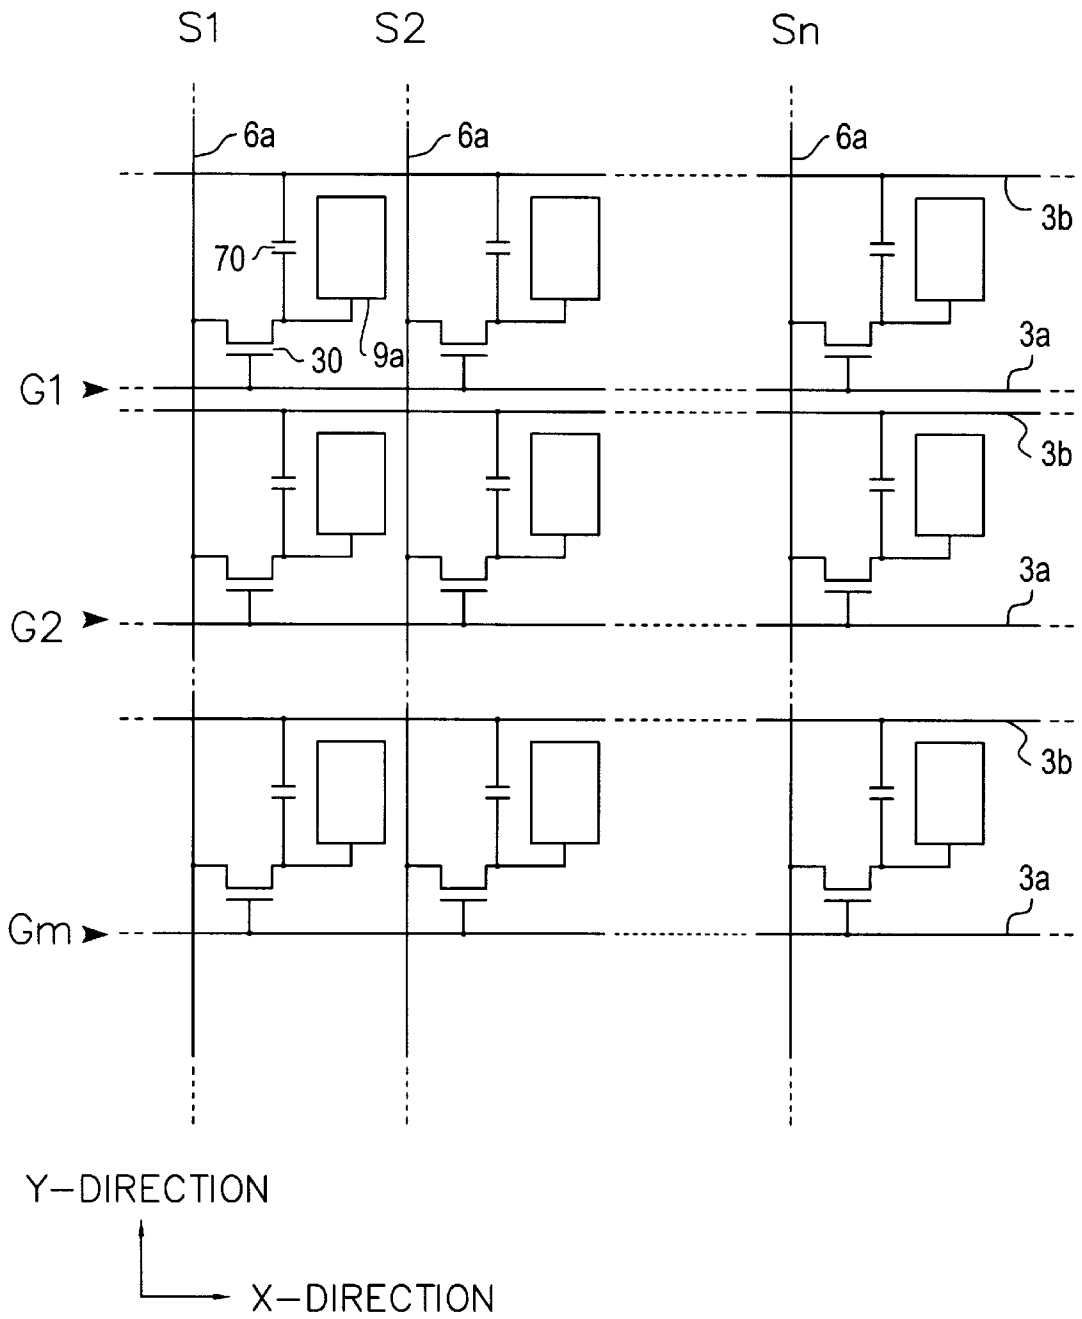 S1 S2 Sn
6a 6a 6a
3b
70
30 9a 3a
G1
3b
3a
G2
3b
3a
Gm
Y-DIRECTION
X-DIRECTION